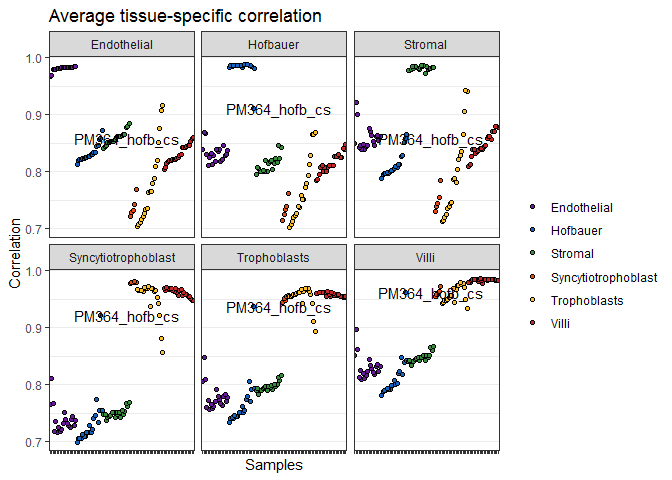 Average tissue-specific correlation
Endothelial
Hofbauer
Stromal
1.0
0.9
0.8
0.7
PM364_hofb_cs
PM364_hofb_cs
PM364_hofb_cs
Syncytiotrophoblast
Trophoblasts
Villi
1.0
0.9
0.8
0.7
PM364_hofb_cs
PM364_hofb_cs
PM364_hofb_cs
Correlation
Samples
Endothelial
Hofbauer
Stromal
Syncytiotrophoblast
Trophoblasts
Villi